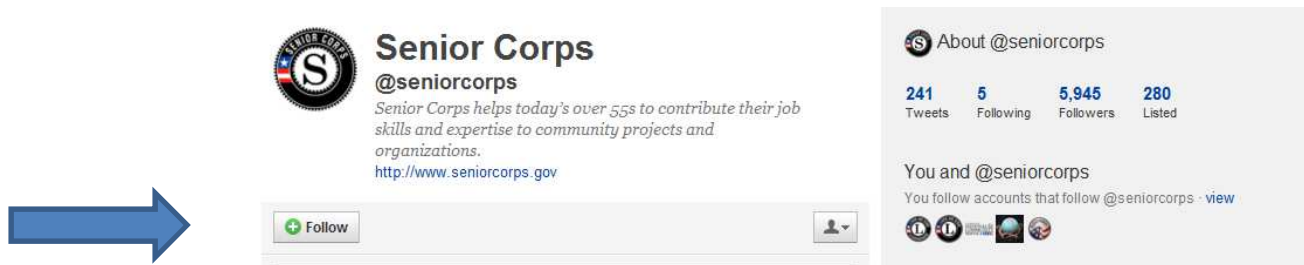 SENIOR CORPS
S
Senior Corps
@seniorcorps
Senior Corps helps today's over 55s to contribute their job
skills and expertise to community projects and
organizations.
http://www.seniorcorps.gov
Follow
S About @seniorcorps
241 5 5,945 280
Tweets Following Followers Listed
You and @seniorcorps
You follow accounts that follow @seniorcorps · view
L L